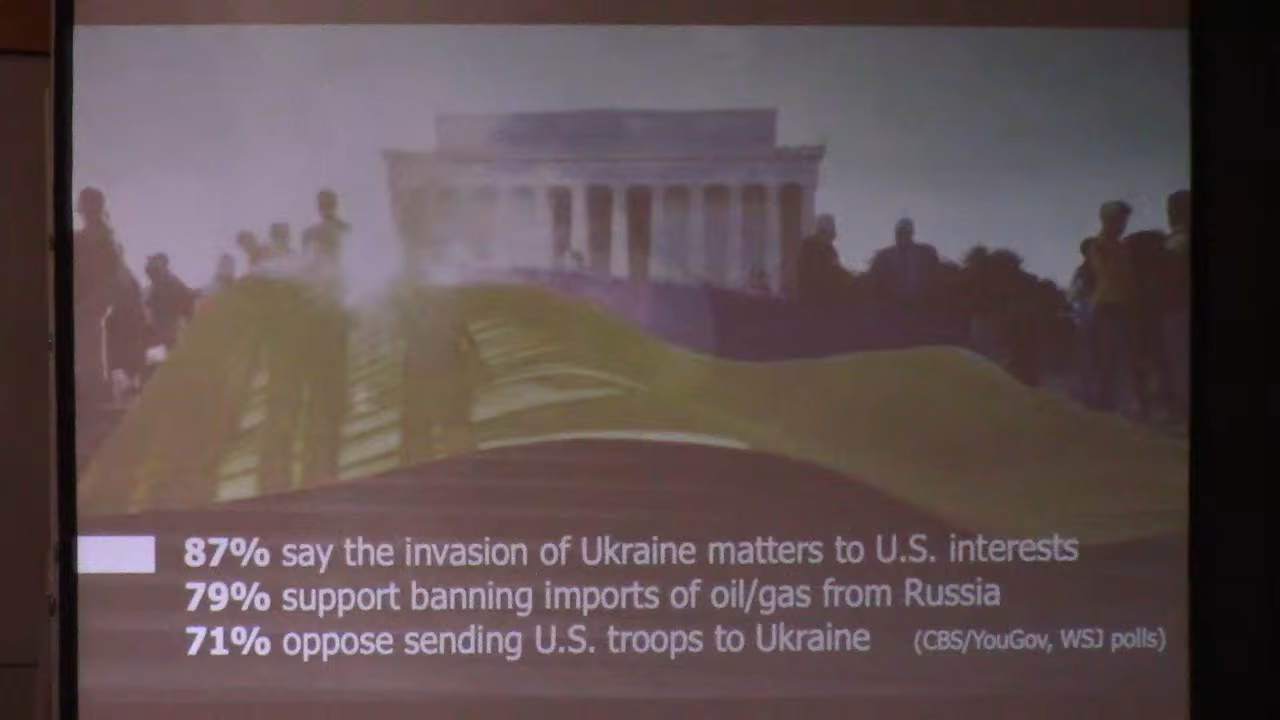 87% say the invasion of Ukraine matters to U.S. interests
79% support banning imports of oil/gas from Russia
71% oppose sending U.S. troops to Ukraine (CBS/YouGov, WSJ polls)